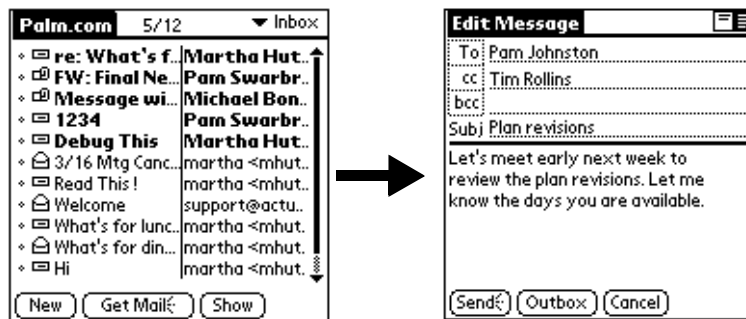 Palm.com 5/12 Inbox
re: What's f.. Martha Hut..
FW: Final Ne... Pam Swarbr..
Message wi... Michael Bon..
1234 Pam Swarbr..
Debug This Martha Hut..
3/16 Mtg Canc... martha <mhut..
Read This! martha <mhut..
Welcome support@actu..
What's for lunc... martha <mhut..
What's for din... martha <mhut..
Hi martha <mhut..
New Get Mail Show
Edit Message
To Pam Johnston
cc Tim Rollins
bcc
Subj Plan revisions
Let's meet early next week to
review the plan revisions. Let me
know the days you are available.
Send Outbox Cancel